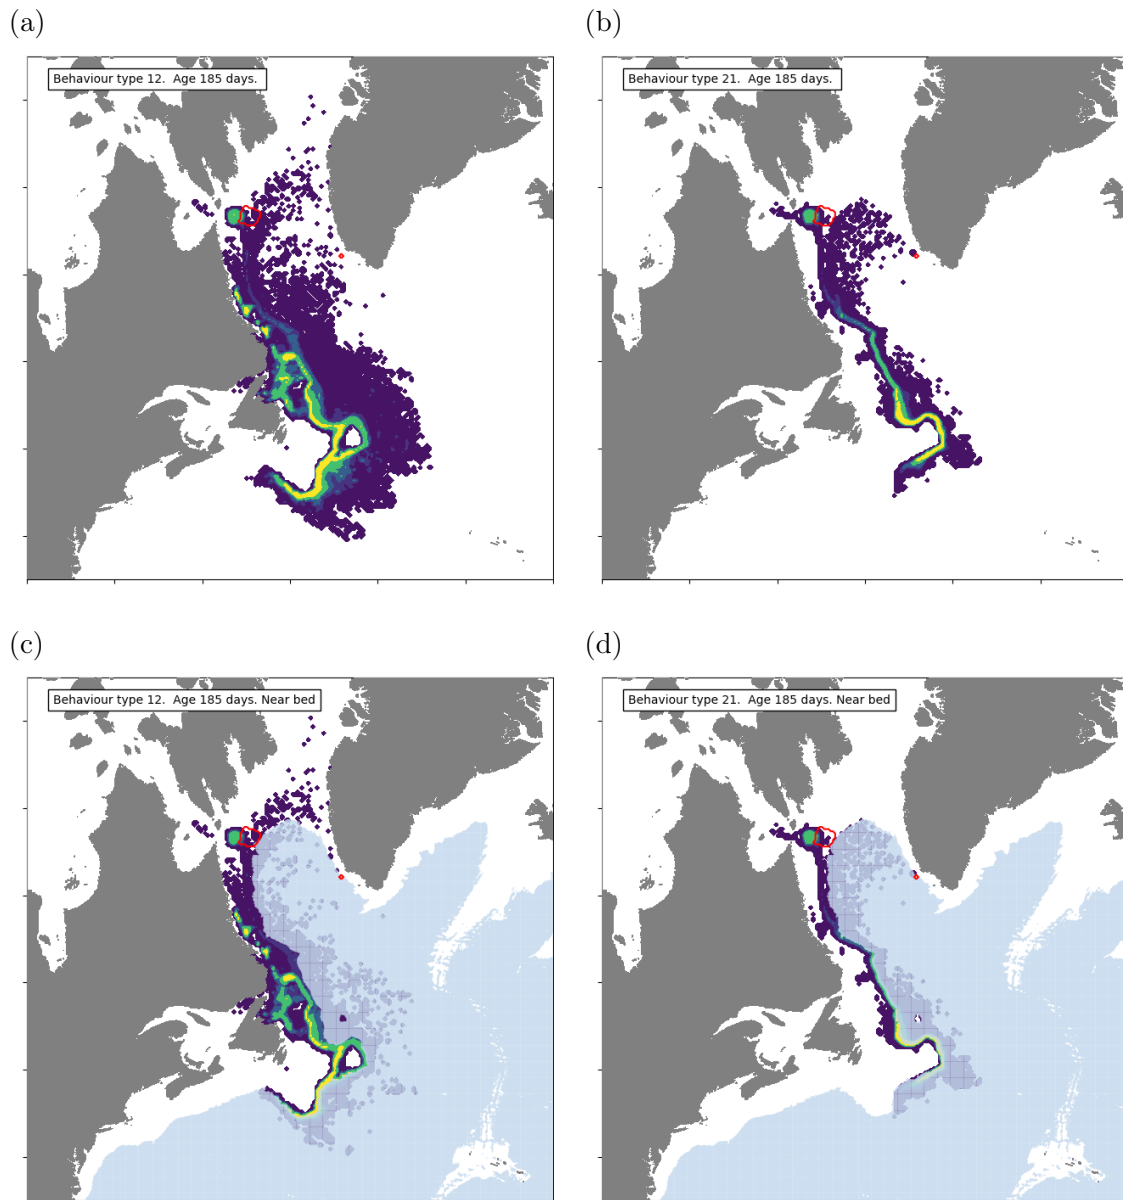 (a)
(b)
Behaviour type 12.  Age 185 days.
Behaviour type 21.  Age 185 days.
(c)
(d)
Behaviour type 12.  Age 185 days. Near bed
Behaviour type 21.  Age 185 days. Near bed